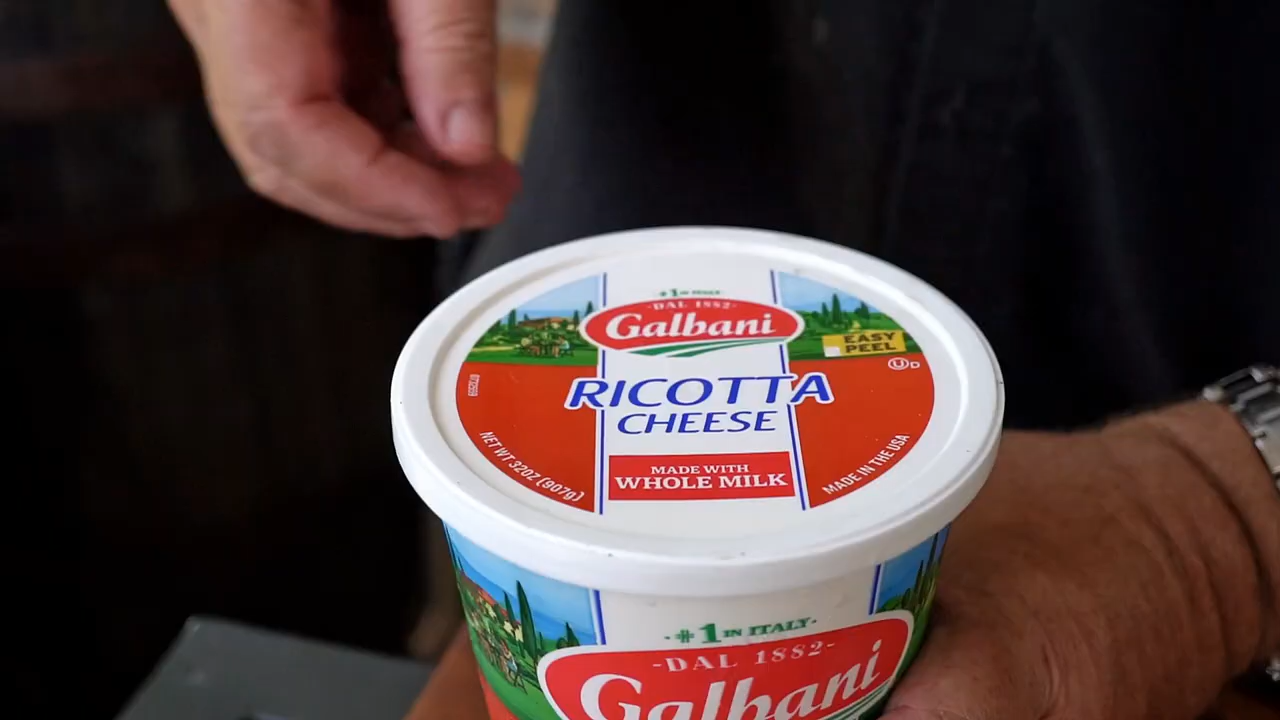 #1 IN ITALY
·DAL 1882·
Galbani
EASY
PEEL
U D
RICOTTA
CHEESE
MADE WITH
WHOLE MILK
NET WT 32OZ (907g)
MADE IN THE USA
·#1 IN ITALY·
-DAL 1882-
Galbani